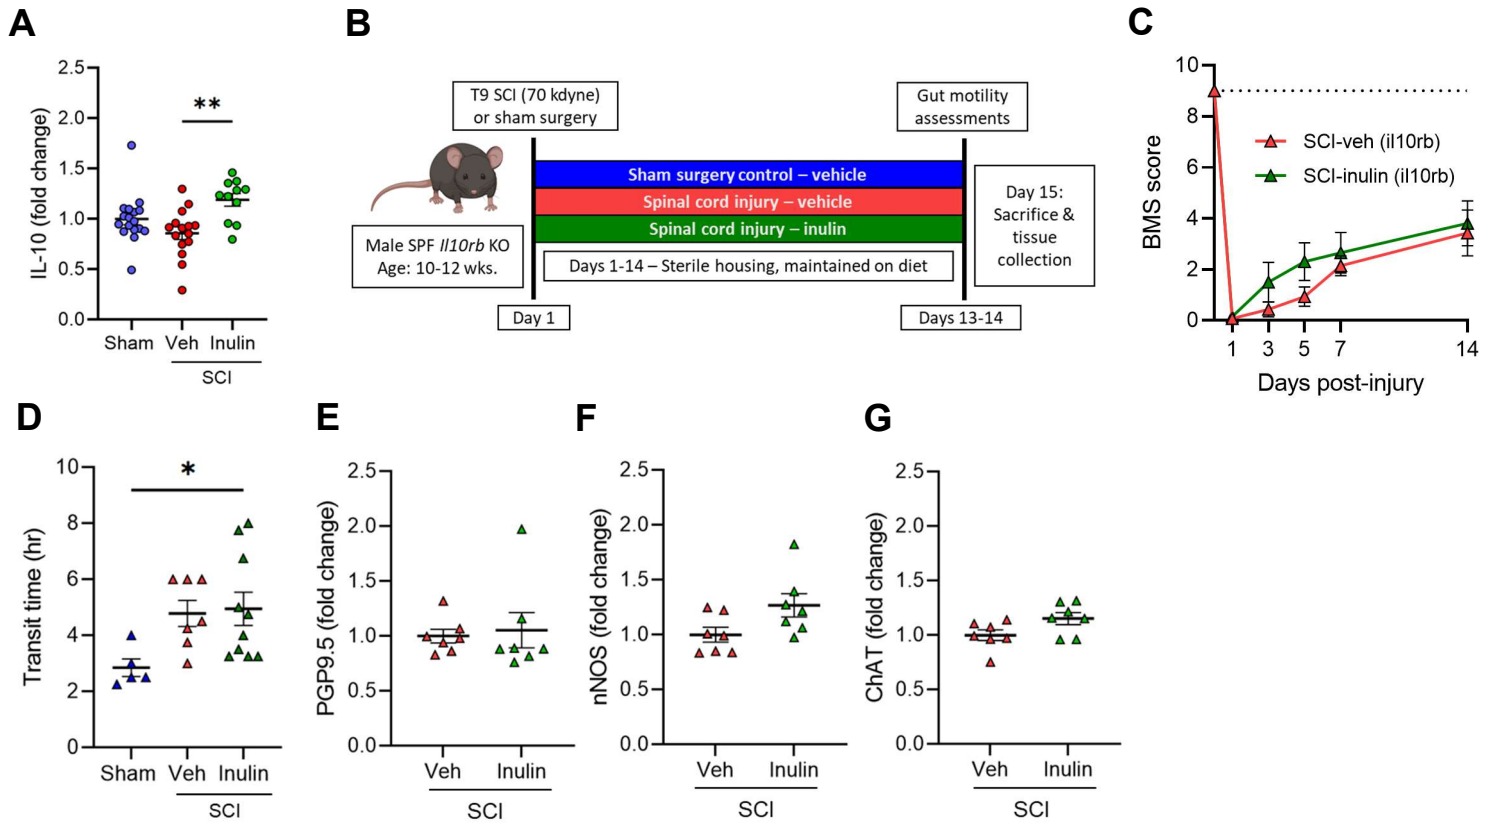 A
IL-10 (fold change)
2.5
2.0
1.5
1.0
0.5
0.0
**
Sham
Veh
Inulin
SCI
B
T9 SCI (70 kdyne)
or sham surgery
Gut motility
assessments
Sham surgery control – vehicle
Spinal cord injury – vehicle
Spinal cord injury – inulin
Male SPF Il10rb KO
Age: 10-12 wks.
Days 1-14 – Sterile housing, maintained on diet
Day 15:
Sacrifice &
tissue
collection
Day 1
Days 13-14
C
BMS score
10
8
6
4
2
0
SCI-veh (il10rb)
SCI-inulin (il10rb)
1
3
5
7
14
Days post-injury
D
Transit time (hr)
10
8
6
4
2
0
*
Sham
Veh
Inulin
SCI
E
PGP9.5 (fold change)
2.5
2.0
1.5
1.0
0.5
0.0
Veh
Inulin
SCI
F
nNOS (fold change)
2.5
2.0
1.5
1.0
0.5
0.0
Veh
Inulin
SCI
G
ChAT (fold change)
2.5
2.0
1.5
1.0
0.5
0.0
Veh
Inulin
SCI